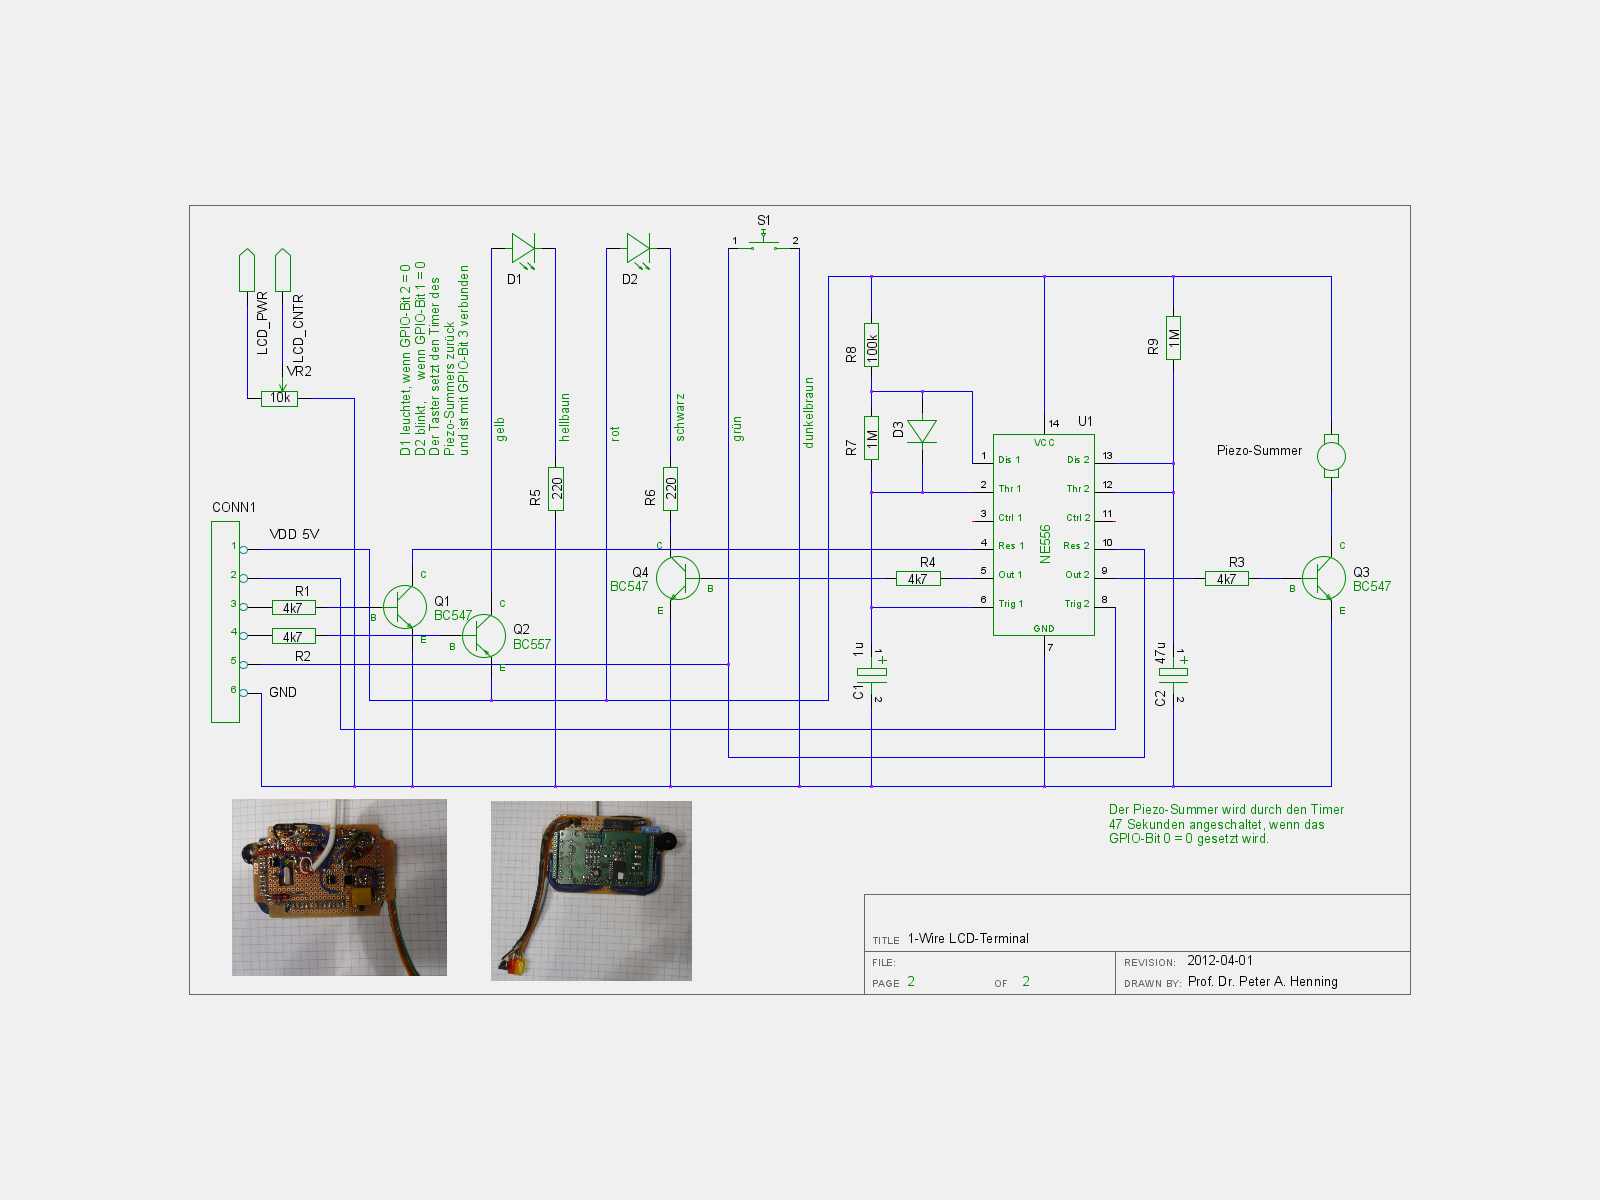 S1
1 2
D1
D2
LCD_PWR
LCD_CNTR
VR2
10k
D1 leuchtet, wenn GPIO-Bit 2 = 0
D2 blinkt, wenn GPIO-Bit 1 = 0
Der Taster setzt den Timer des
Piezo-Summers zurück
und ist mit GPIO-Bit 3 verbunden
gelb
hellbaun
rot
schwarz
grün
dunkelbraun
R8
100k
R7
1M
D3
R9
1M
U1
14
VCC
1 Dis 1
2 Thr 1
3 Ctrl 1
4 Res 1
5 Out 1
6 Trig 1
Dis 2 13
Thr 2 12
Ctrl 2 11
Res 2 10
Out 2 9
Trig 2 8
NE556
GND
7
Piezo-Summer
R5
220
R6
220
CONN1
VDD 5V
1
2
3
4
5
6
GND
R1
4k7
4k7
R2
C
Q1
BC547
B
E
C
Q2
BC557
B
E
C
Q4
BC547
B
E
R4
4k7
R3
4k7
C
Q3
BC547
B
E
1u
1
+
C1
2
47u
1
+
C2
2
Der Piezo-Summer wird durch den Timer
47 Sekunden angeschaltet, wenn das
GPIO-Bit 0 = 0 gesetzt wird.
TITLE 1-Wire LCD-Terminal
FILE:
REVISION: 2012-04-01
PAGE 2 OF 2
DRAWN BY: Prof. Dr. Peter A. Henning